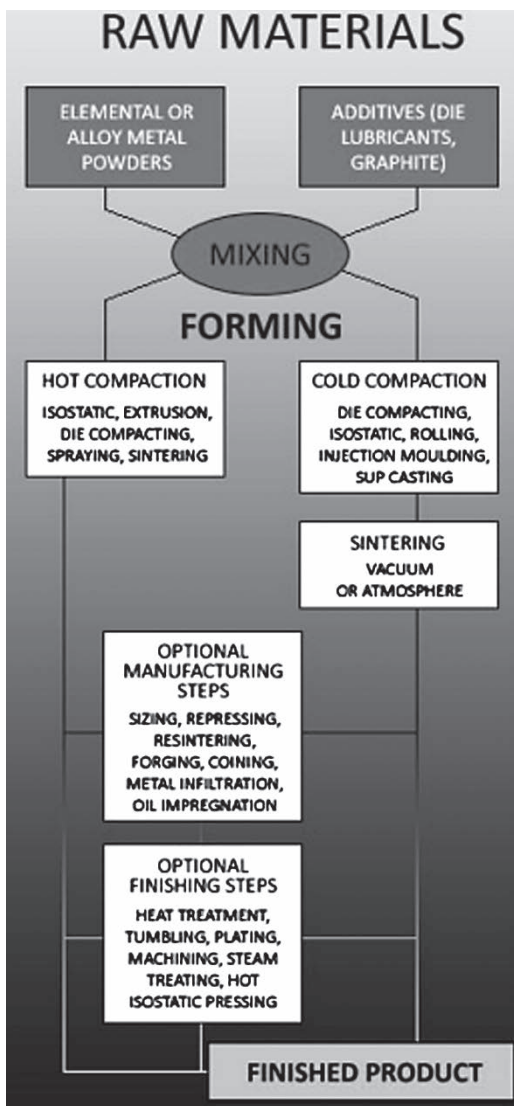 RAW MATERIALS
ELEMENTAL OR
ALLOY METAL
POWDERS
ADDITIVES (DIE
LUBRICANTS,
GRAPHITE)
MIXING
FORMING
HOT COMPACTION
ISOSTATIC, EXTRUSION,
DIE COMPACTING,
SPRAYING, SINTERING
COLD COMPACTION
DIE COMPACTING,
ISOSTATIC, ROLLING,
INJECTION MOULDING,
SUP CASTING
SINTERING
VACUUM
OR ATMOSPHERE
OPTIONAL
MANUFACTURING
STEPS
SIZING, REPRESSING,
RESINTERING,
FORGING, COINING,
METAL INFILTRATION,
OIL IMPREGNATION
OPTIONAL
FINISHING STEPS
HEAT TREATMENT,
TUMBLING, PLATING,
MACHINING, STEAM
TREATING, HOT
ISOSTATIC PRESSING
FINISHED PRODUCT